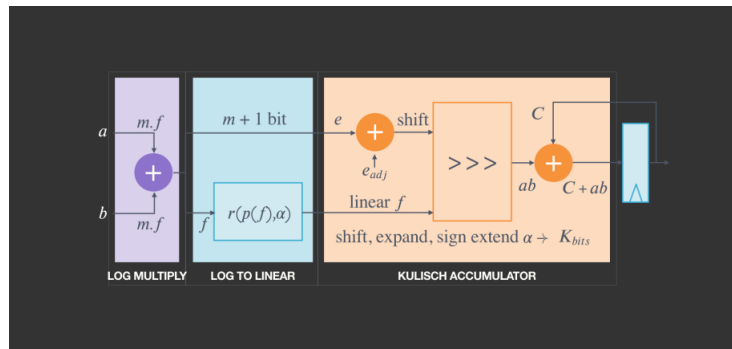 a
m.f
+
b
m.f
m + 1 bit
f
r(p(f),α)
e
+
shift
e_adj
linear f
>>>
ab
C
+
C + ab
shift, expand, sign extend α → K_bits
LOG MULTIPLY
LOG TO LINEAR
KULISCH ACCUMULATOR